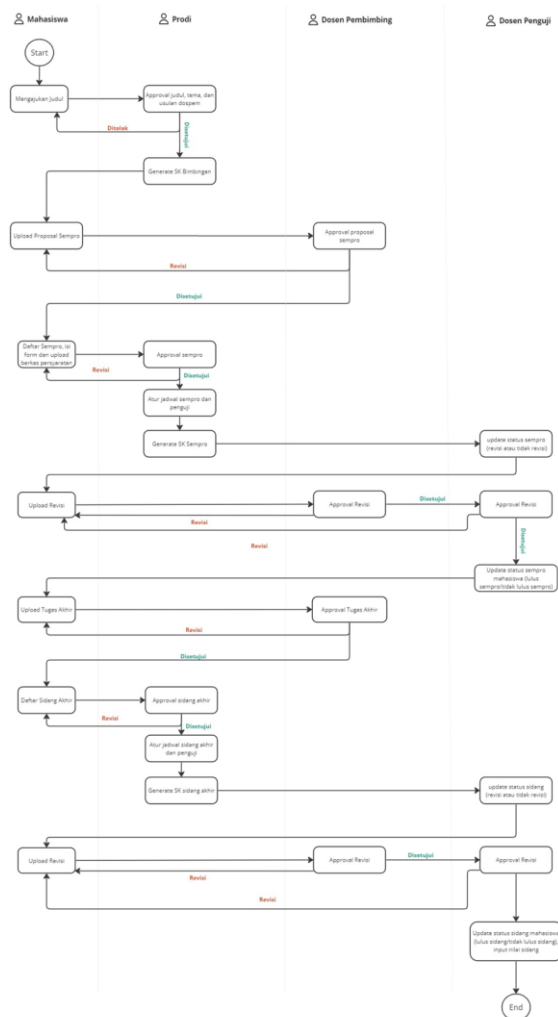 Mahasiswa
Prodi
Dosen Pembimbing
Dosen Penguji
Start
Mengajukan Judul
Approval judul, tema, dan
usulan dospem
Ditolak
Disetujui
Generate SK Bimbingan
Upload Proposal Sempro
Approval proposal
sempro
Revisi
Disetujui
Daftar Sempro, isi
form dan upload
berkas persyaratan
Approval sempro
Revisi
Disetujui
Atur jadwal sempro dan
penguji
Generate SK Sempro
update status sempro
(revisi atau tidak revisi)
Upload Revisi
Approval Revisi
Disetujui
Approval Revisi
Revisi
Revisi
Disetujui
Update status sempro
mahasiswa (lulus
sempro/tidak lulus sempro)
Upload Tugas Akhir
Approval Tugas Akhir
Revisi
Disetujui
Daftar Sidang Akhir
Approval sidang akhir
Revisi
Disetujui
Atur jadwal sidang akhir
dan penguji
Generate SK sidang akhir
update status sidang
(revisi atau tidak revisi)
Upload Revisi
Approval Revisi
Disetujui
Approval Revisi
Revisi
Revisi
Update status sidang mahasiswa
(lulus sidang/tidak lulus sidang),
input nilai sidang
End